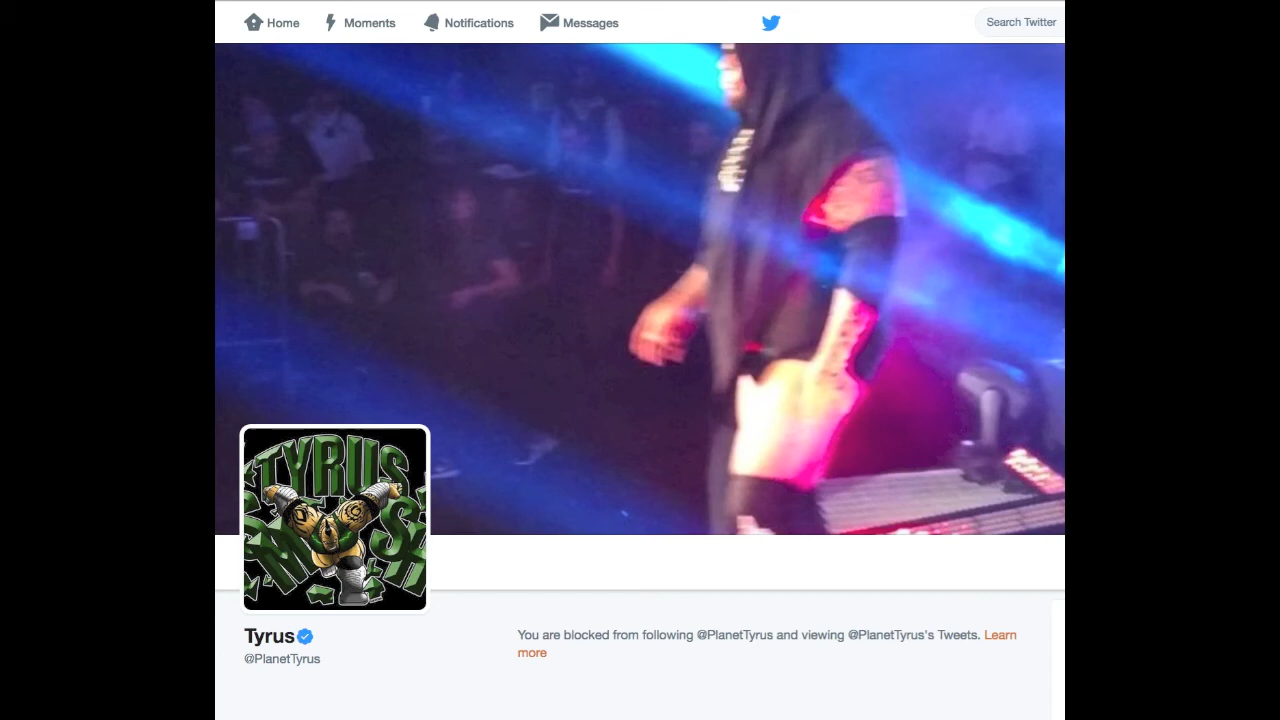 Home
Moments
Notifications
Messages
Search Twitter
TYRUS
Tyrus
@PlanetTyrus
You are blocked from following @PlanetTyrus and viewing @PlanetTyrus's Tweets. Learn
more